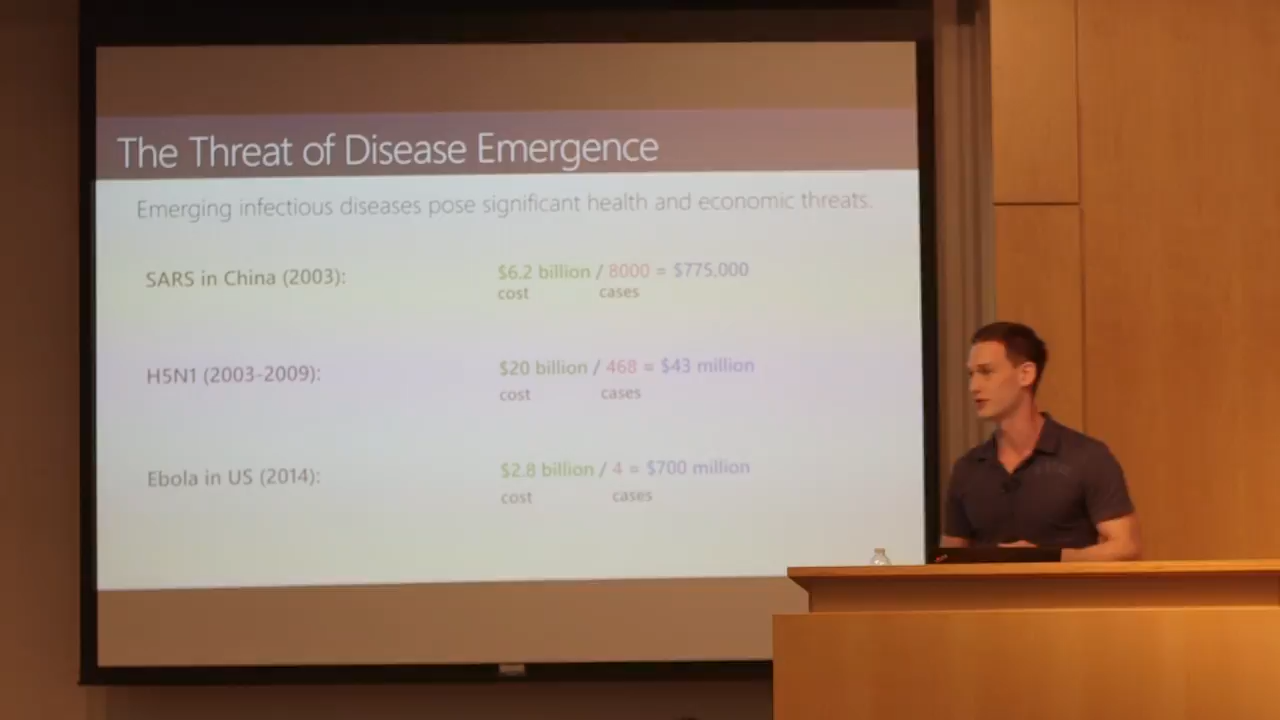 The Threat of Disease Emergence
Emerging infectious diseases pose significant health and economic threats.
SARS in China (2003): $6.2 billion / 8000 = $775,000
cost cases
H5N1 (2003-2009): $20 billion / 468 = $43 million
cost cases
Ebola in US (2014): $2.8 billion / 4 = $700 million
cost cases